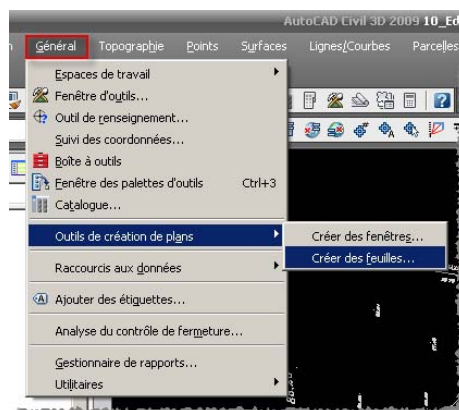 AutoCAD Civil 3D 2009 10_Ed
Général Topographie Points Surfaces Lignes/Courbes Parcelles
Espaces de travail
Fenêtre d'outils...
Outil de renseignement...
Suivi des coordonnées...
Boîte à outils
Fenêtre des palettes d'outils Ctrl+3
Catalogue...
Outils de création de plans
Créer des fenêtres...
Créer des feuilles...
Raccourcis aux données
Ajouter des étiquettes...
Analyse du contrôle de fermeture...
Gestionnaire de rapports...
Utilitaires